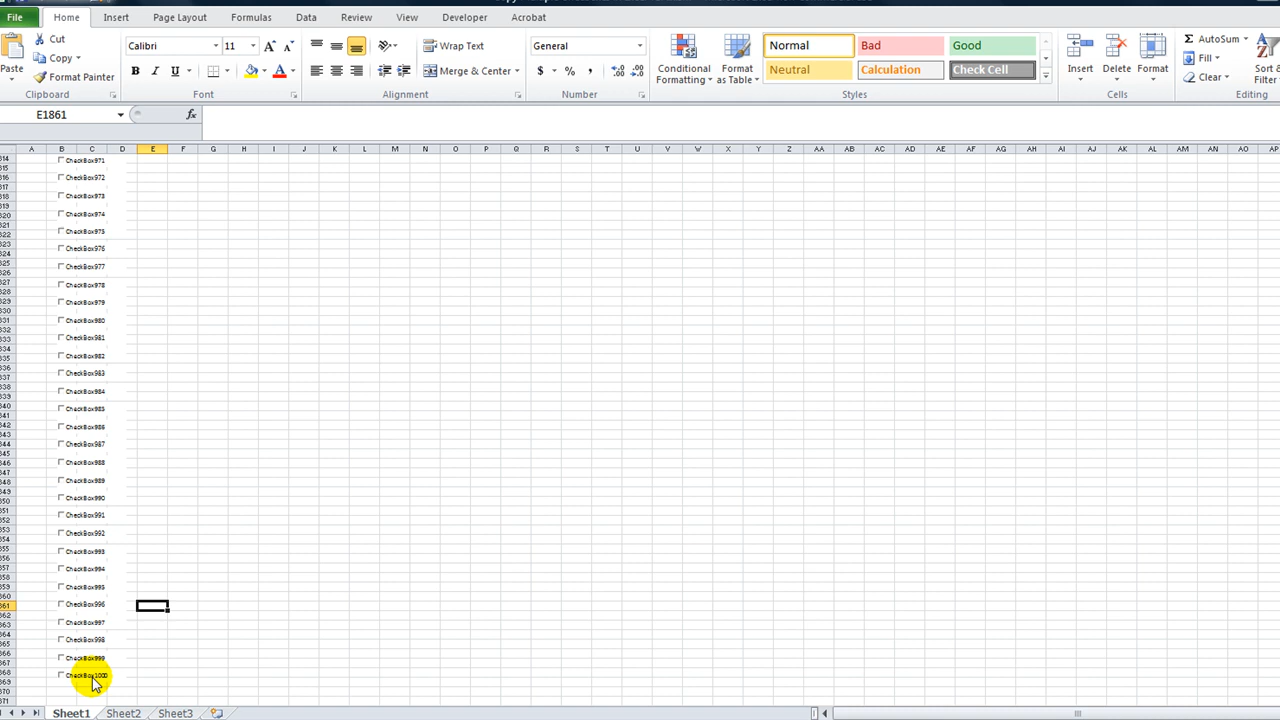 File Home Insert Page Layout Formulas Data Review View Developer Acrobat
Paste Cut Calibri 11 Wrap Text General Normal Bad Good AutoSum
Copy Conditional Formatting Format as Table Insert Delete Format Fill Sort &
Format Painter B I U Merge & Center $ % , Neutral Calculation Check Cell Clear Filter
Clipboard Font Alignment Number Styles Cells Editing
E1861 fx
A B C D E F G H I J K L M N O P Q R S T U V W X Y Z AA AB AC AD AE AF AG AH AI AJ AK AL AM AN AO AP
CheckBox971
CheckBox972
CheckBox973
CheckBox974
CheckBox975
CheckBox976
CheckBox977
CheckBox978
CheckBox979
CheckBox980
CheckBox981
CheckBox982
CheckBox983
CheckBox984
CheckBox985
CheckBox986
CheckBox987
CheckBox988
CheckBox989
CheckBox990
CheckBox991
CheckBox992
CheckBox993
CheckBox994
CheckBox995
CheckBox996
CheckBox997
CheckBox998
CheckBox999
CheckBox1000
Sheet1 Sheet2 Sheet3